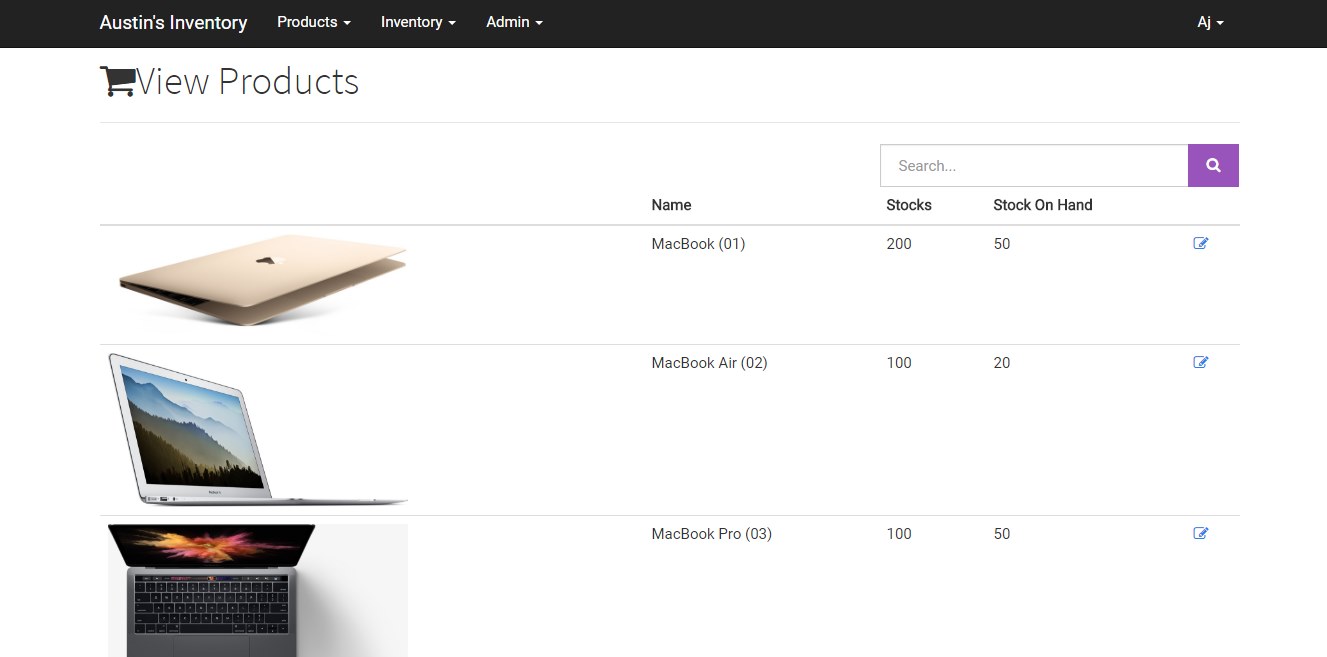 Austin's Inventory Products Inventory Admin Aj
View Products
Search...
Name Stocks Stock On Hand
MacBook (01) 200 50
MacBook Air (02) 100 20
MacBook Pro (03) 100 50